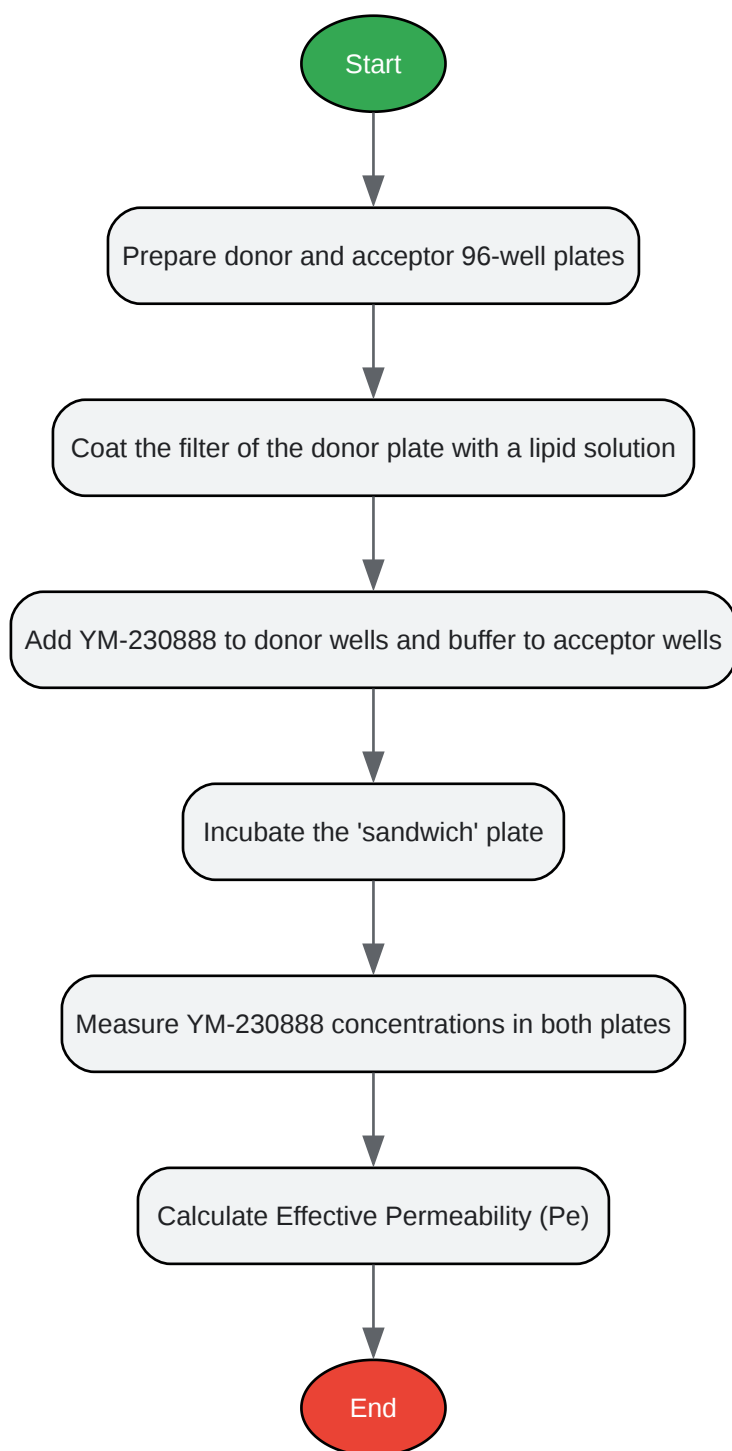 Start
Prepare donor and acceptor 96-well plates
Coat the filter of the donor plate with a lipid solution
Add YM-230888 to donor wells and buffer to acceptor wells
Incubate the 'sandwich' plate
Measure YM-230888 concentrations in both plates
Calculate Effective Permeability (Pe)
End